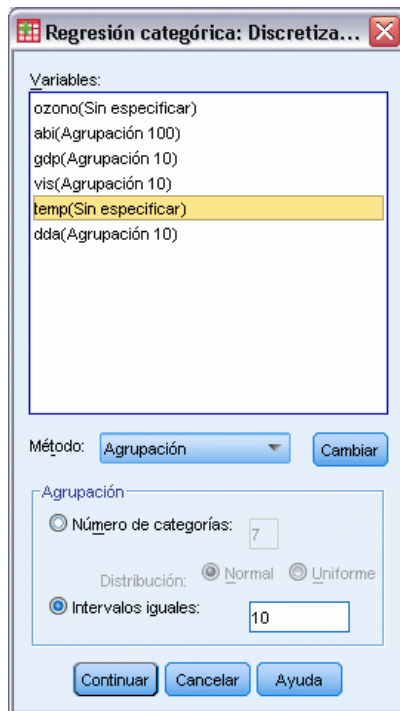 Regresión categórica: Discretiza...
Variables:
ozono(Sin especificar)
abi(Agrupación 100)
gdp(Agrupación 10)
vis(Agrupación 10)
temp(Sin especificar)
dda(Agrupación 10)
Método: Agrupación Cambiar
Agrupación
Número de categorías: 7
Distribución: Normal Uniforme
Intervalos iguales: 10
Continuar Cancelar Ayuda